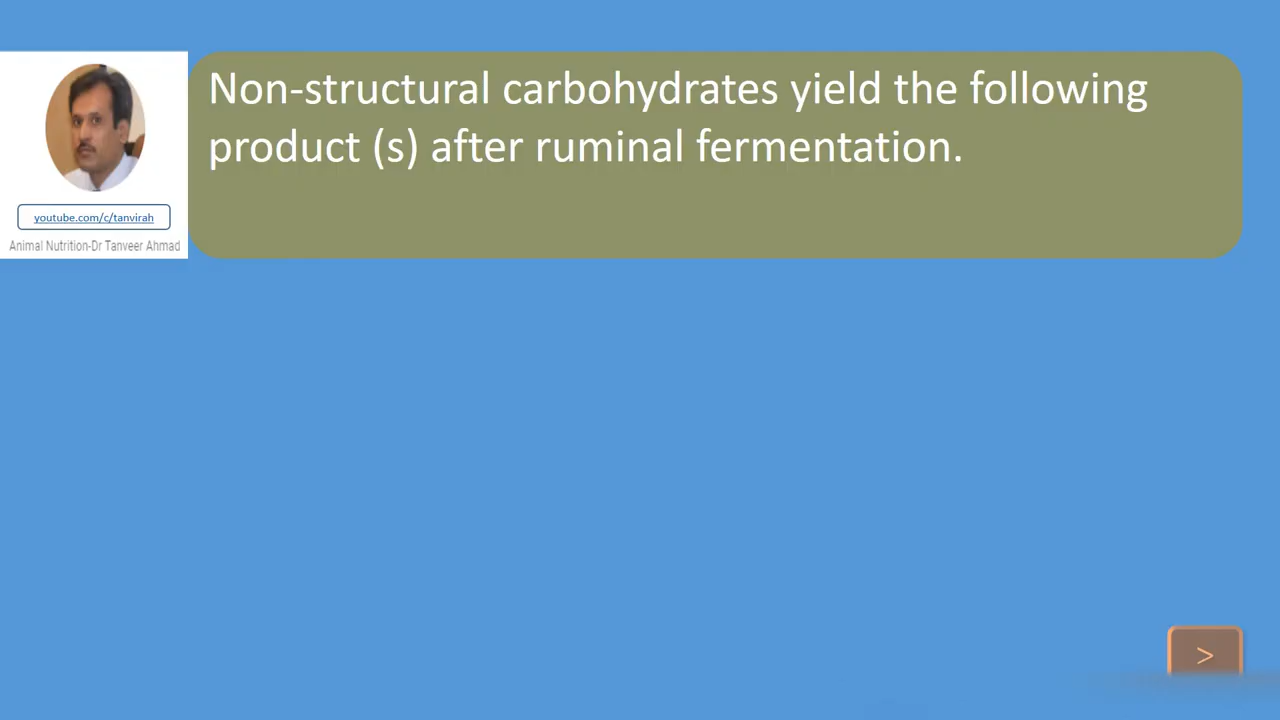 Non-structural carbohydrates yield the following
product (s) after ruminal fermentation.
youtube.com/c/tanvirah
Animal Nutrition-Dr Tanveer Ahmad
>